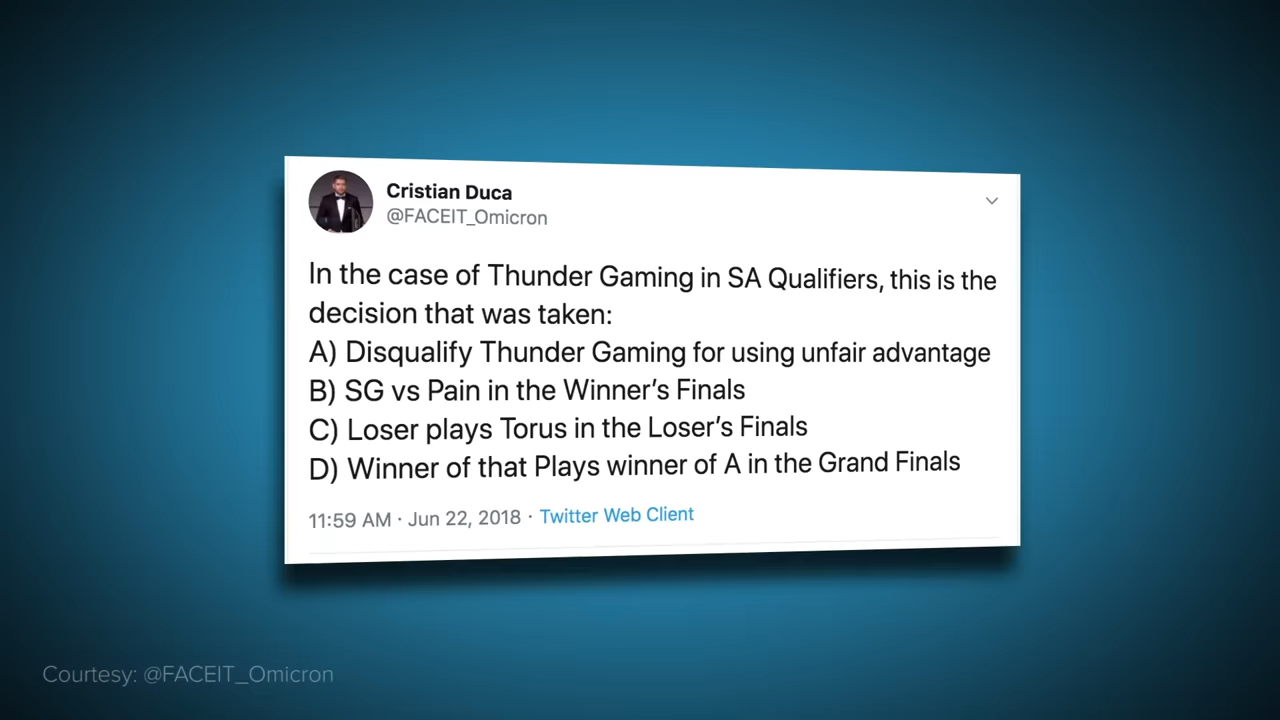 Cristian Duca
@FACEIT_Omicron
In the case of Thunder Gaming in SA Qualifiers, this is the
decision that was taken:
A) Disqualify Thunder Gaming for using unfair advantage
B) SG vs Pain in the Winner’s Finals
C) Loser plays Torus in the Loser’s Finals
D) Winner of that Plays winner of A in the Grand Finals
11:59 AM · Jun 22, 2018 · Twitter Web Client
Courtesy: @FACEIT_Omicron